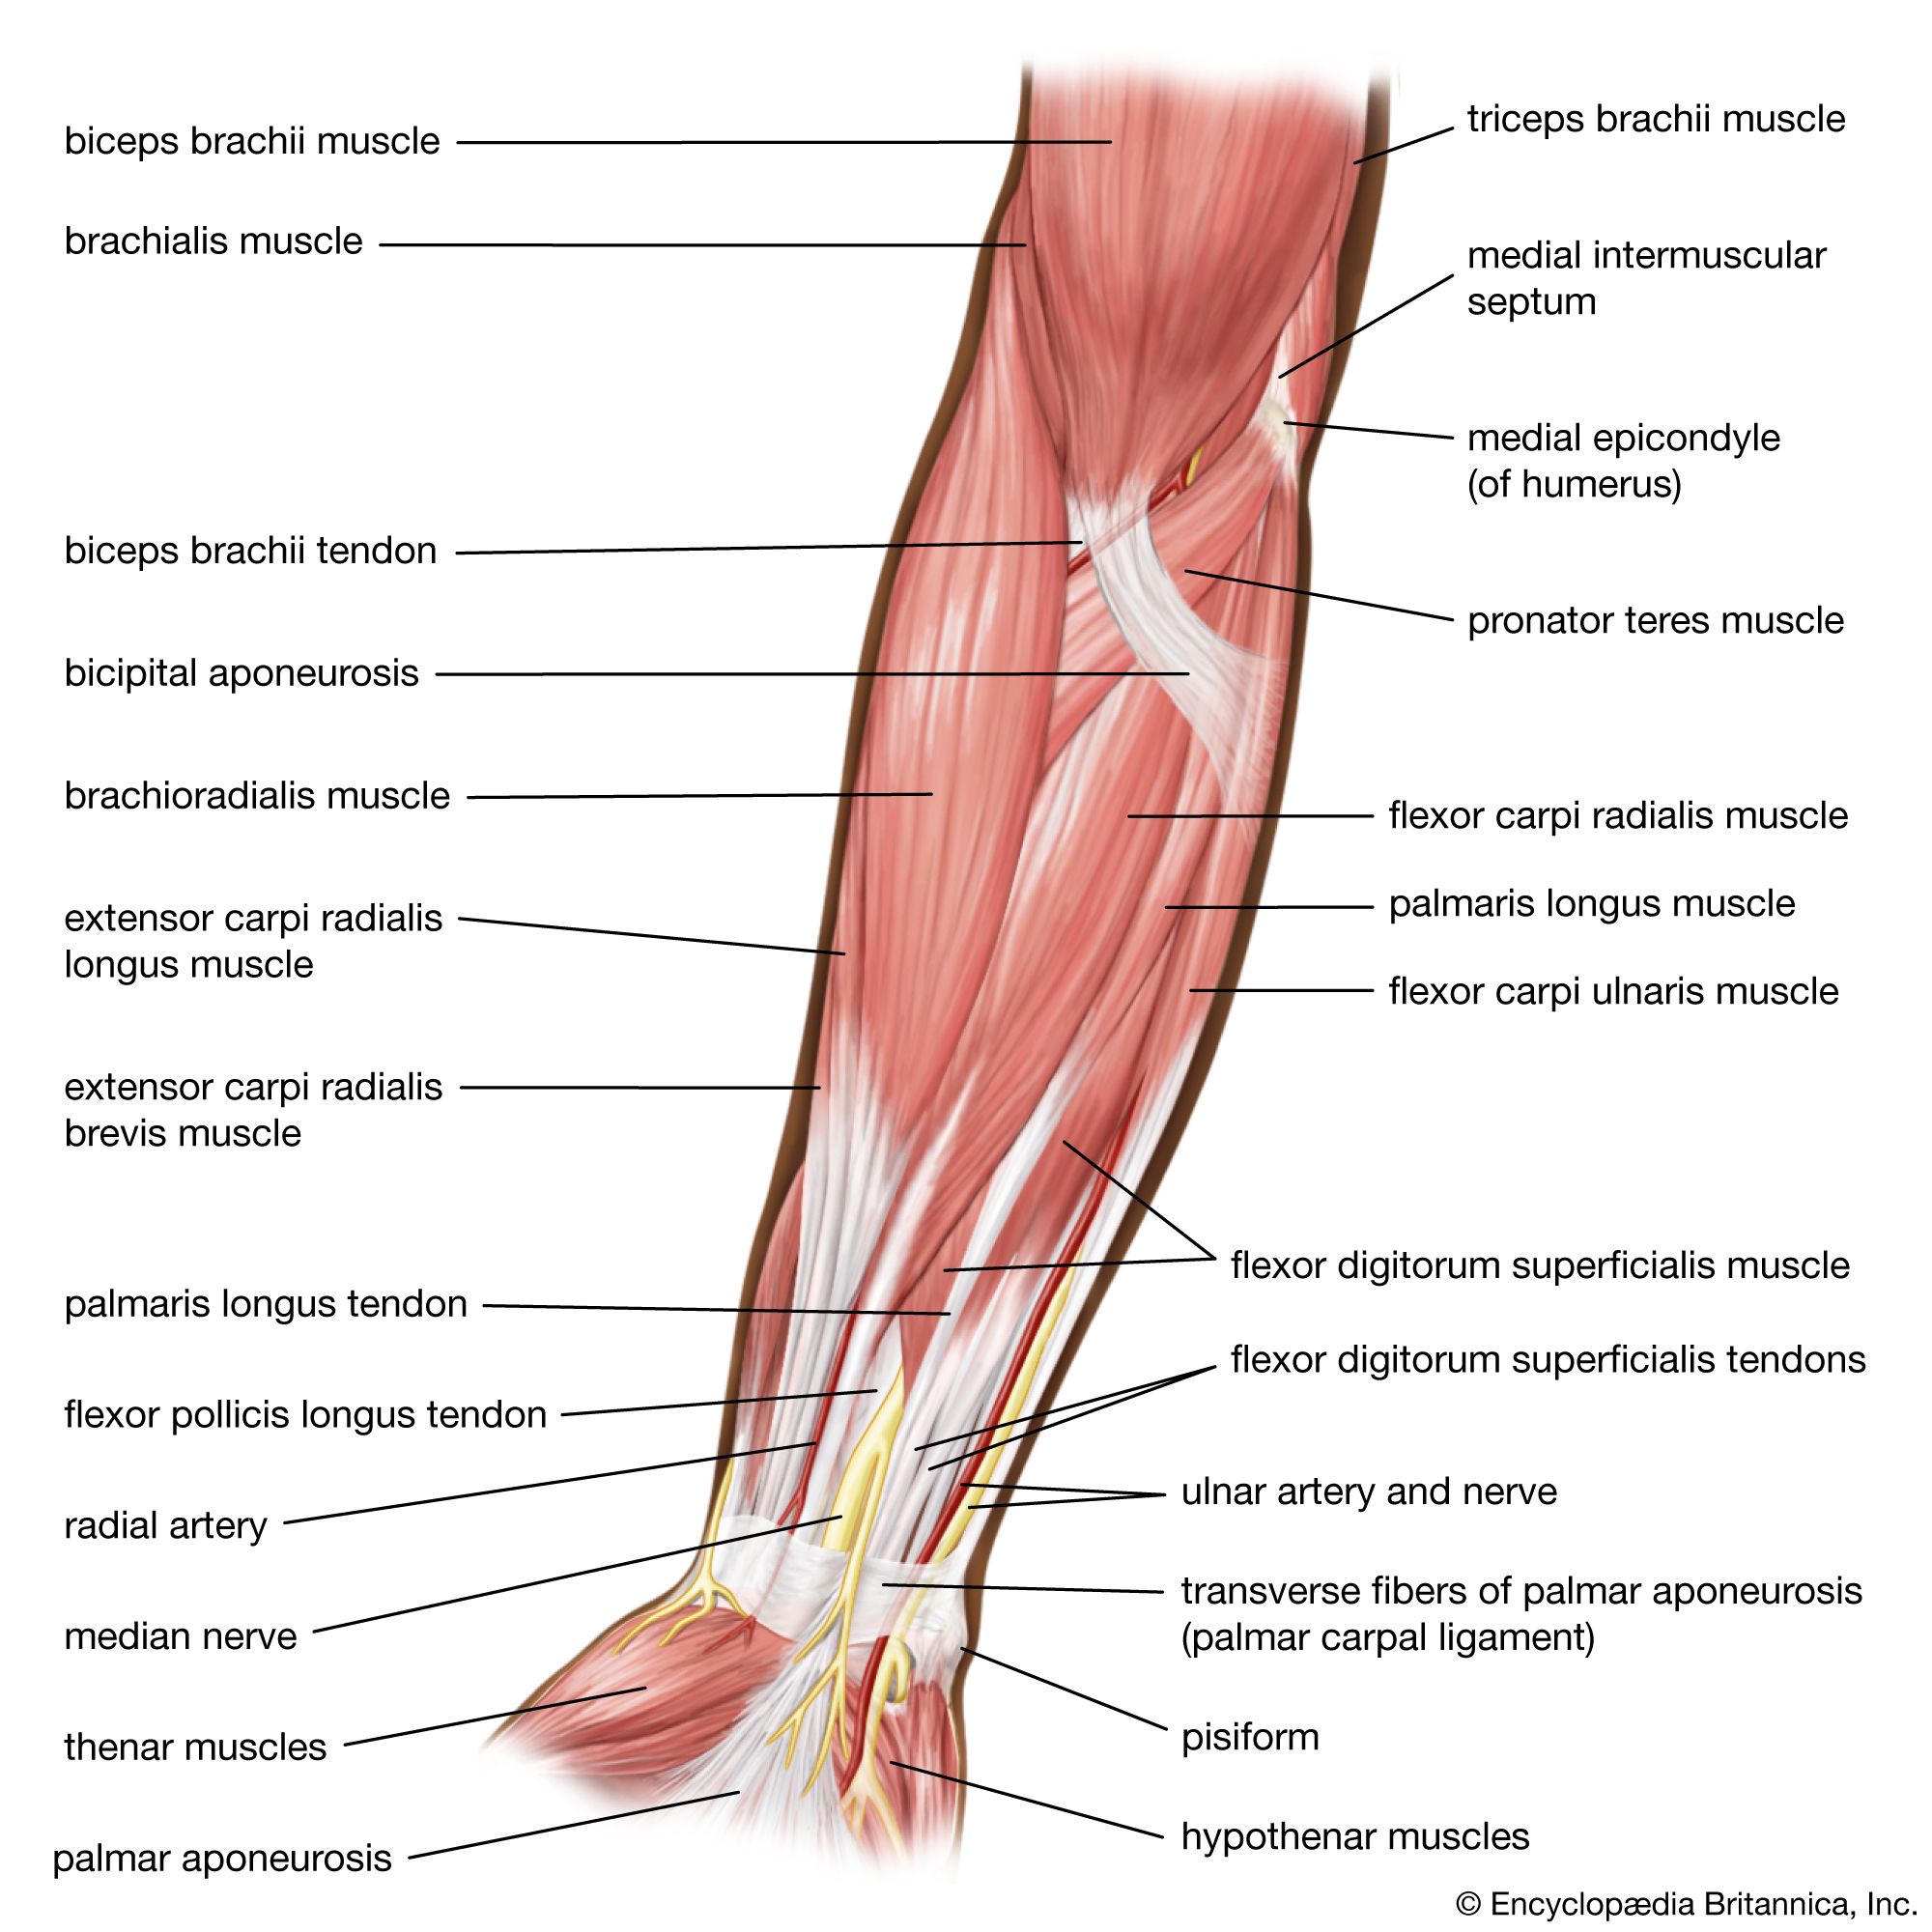 biceps brachii muscle
brachialis muscle
biceps brachii tendon
bicipital aponeurosis
brachioradialis muscle
extensor carpi radialis
longus muscle
extensor carpi radialis
brevis muscle
palmaris longus tendon
flexor pollicis longus tendon
radial artery
median nerve
thenar muscles
palmar aponeurosis
triceps brachii muscle
medial intermuscular
septum
medial epicondyle
(of humerus)
pronator teres muscle
flexor carpi radialis muscle
palmaris longus muscle
flexor carpi ulnaris muscle
flexor digitorum superficialis muscle
flexor digitorum superficialis tendons
ulnar artery and nerve
transverse fibers of palmar aponeurosis
(palmar carpal ligament)
pisiform
hypothenar muscles
© Encyclopædia Britannica, Inc.